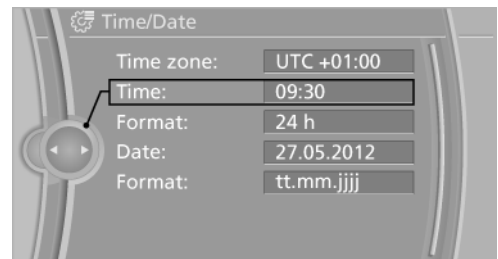 Time/Date
Time zone: UTC +01:00
Time: 09:30
Format: 24 h
Date: 27.05.2012
Format: tt.mm.jjjj